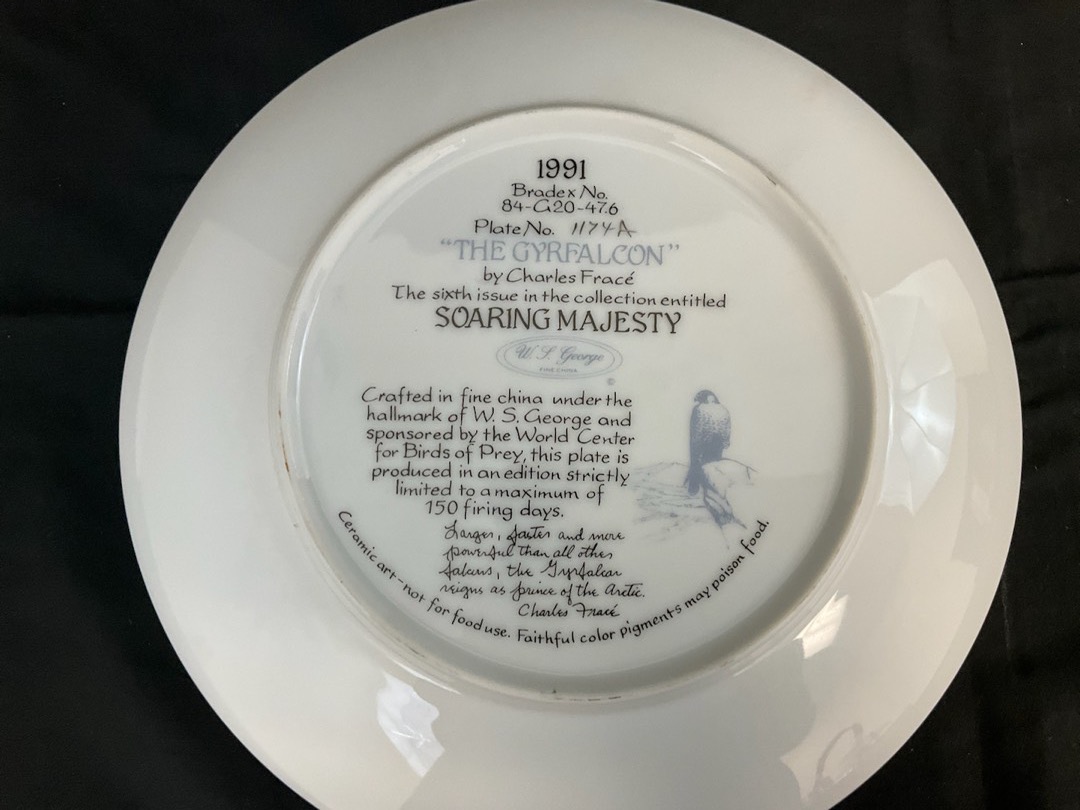 1991
Bradex No.
84-G20-47.6
Plate No. 1174A
“THE GYRFALCON”
by Charles Fracé
The sixth issue in the collection entitled
SOARING MAJESTY
W. S. George
FINE CHINA
©
Crafted in fine china under the
hallmark of W. S. George and
sponsored by the World Center
for Birds of Prey, this plate is
produced in an edition strictly
limited to a maximum of
150 firing days.
Larger, faster and more
powerful than all other
falcons, the Gyrfalcon
reigns as prince of the Arctic.
Charles Fracé
Ceramic art-not for food use. Faithful color pigments may poison food.